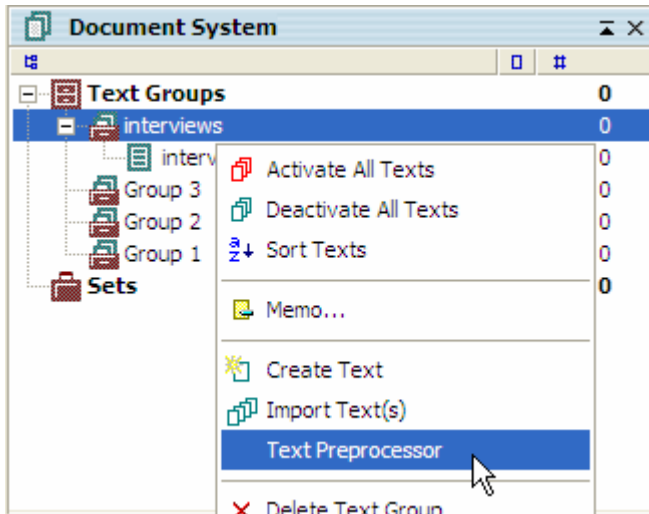 Document System
Text Groups 0
interviews 0
interv 0
Group 3 0
Group 2 0
Group 1 0
Sets 0
Activate All Texts
Deactivate All Texts
Sort Texts
Memo...
Create Text
Import Text(s)
Text Preprocessor
Delete Text Group